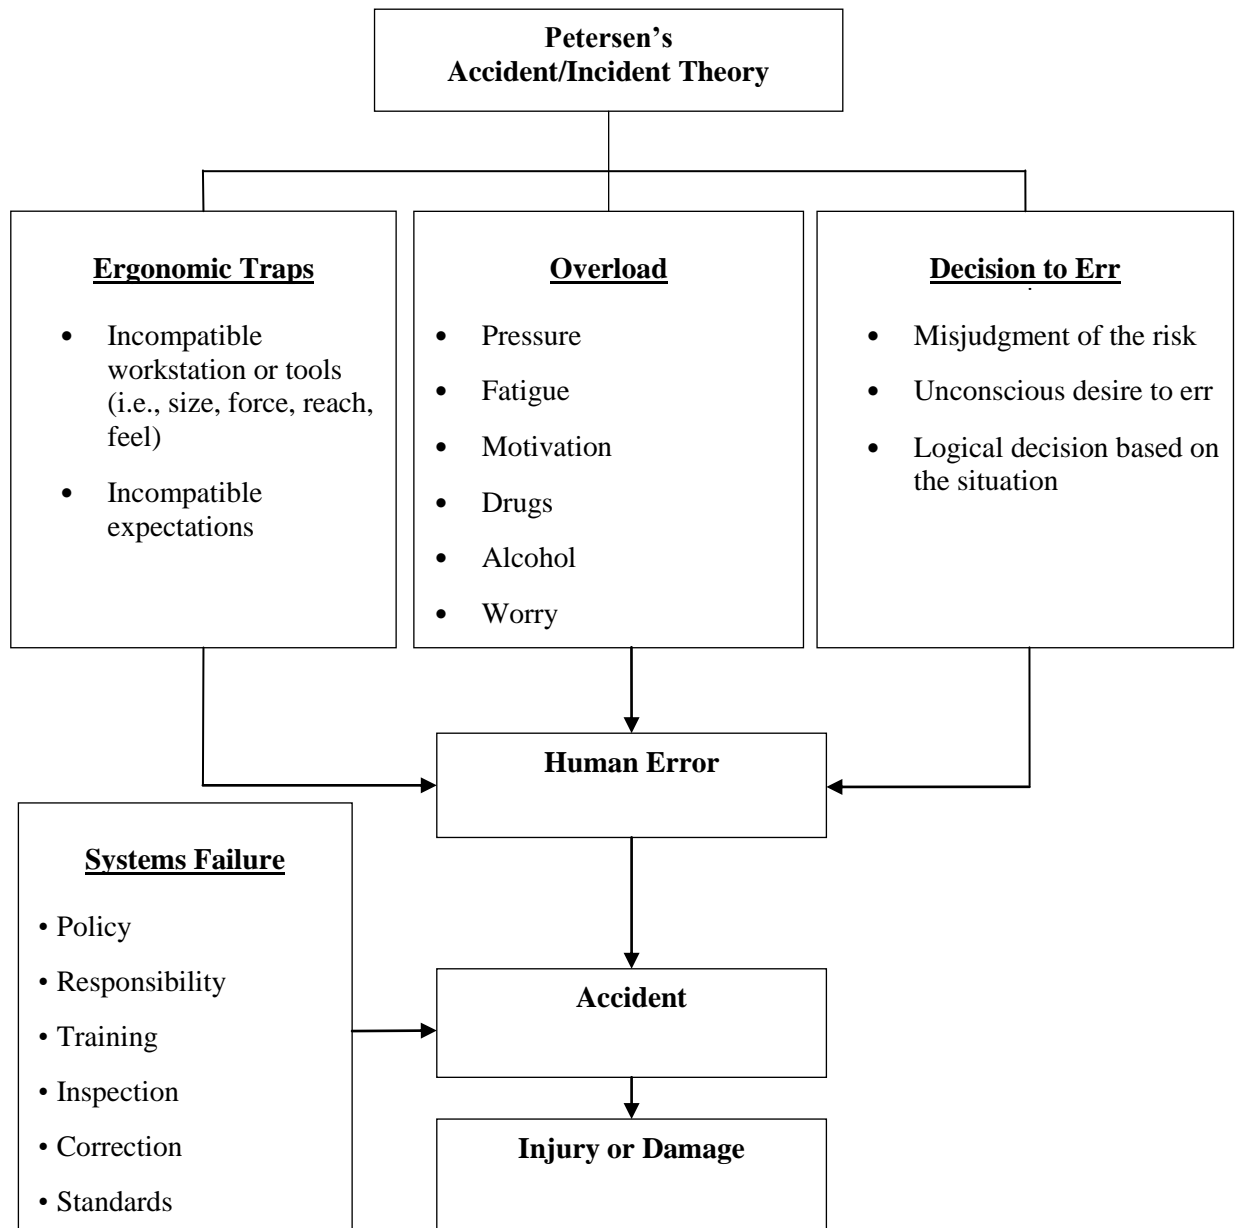 Petersen's
Accident/Incident Theory
Ergonomic Traps
• Incompatible
workstation or tools
(i.e., size, force, reach,
feel)
• Incompatible
expectations
Overload
• Pressure
• Fatigue
• Motivation
• Drugs
• Alcohol
• Worry
Decision to Err
• Misjudgment of the risk
• Unconscious desire to err
• Logical decision based on
the situation
Human Error
Systems Failure
• Policy
• Responsibility
• Training
• Inspection
• Correction
• Standards
Accident
Injury or Damage